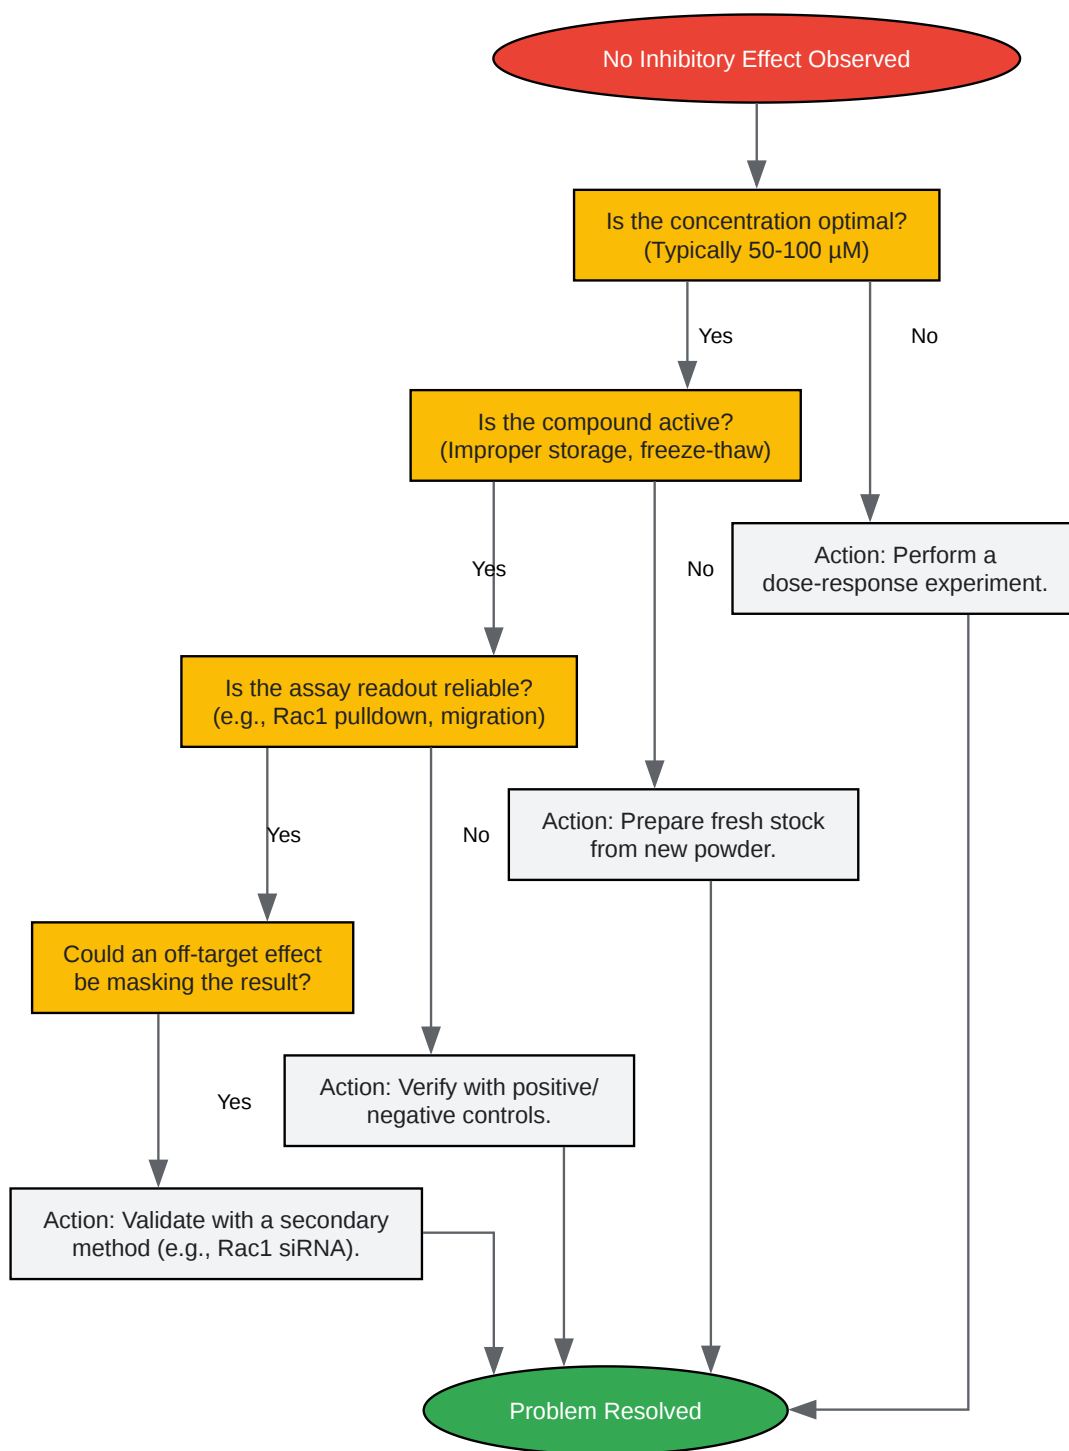 No Inhibitory Effect Observed
Is the concentration optimal?
(Typically 50-100 µM)
Yes
No
Is the compound active?
(Improper storage, freeze-thaw)
Yes
No
Action: Perform a
dose-response experiment.
Is the assay readout reliable?
(e.g., Rac1 pulldown, migration)
Yes
No
Action: Prepare fresh stock
from new powder.
Could an off-target effect
be masking the result?
Yes
Action: Verify with positive/
negative controls.
Action: Validate with a secondary
method (e.g., Rac1 siRNA).
Problem Resolved